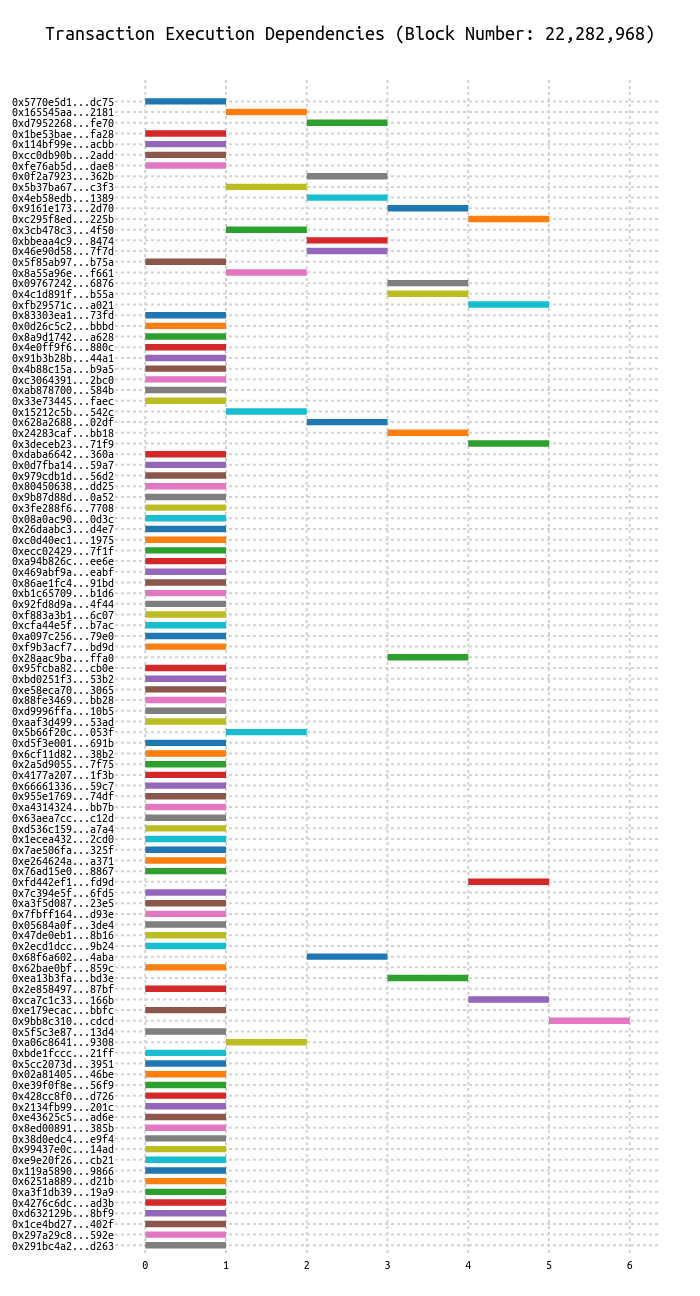 Transaction Execution Dependencies (Block Number: 22,282,968)
0x5770e5d1...dc75
0x165545aa...2181
0xd7952268...fe70
0x1be53bae...fa28
0x114bf99e...acbb
0xcc0db90b...2add
0xfe76ab5d...dae8
0x0f2a7923...362b
0x5b37ba67...c3f3
0x4eb58edb...1389
0x9161e173...2d70
0xc295f8ed...225b
0x3cb478c3...4f50
0xbbeaa4c9...8474
0x46e90d58...7f7d
0x5f85ab97...b75a
0x8a55a96e...f661
0x09767242...6876
0x4c1d891f...b55a
0xfb29571c...a021
0x83303ea1...73fd
0x0d26c5c2...bbbd
0x8a9d1742...a628
0x4e0ff9f6...880c
0x91b3b28b...44a1
0x4b88c15a...b9a5
0xc3064391...2bc0
0xab878700...584b
0x33e73445...faec
0x15212c5b...542c
0x628a2688...02df
0x24283caf...bb18
0x3deceb23...71f9
0xdaba6642...360a
0x0d7fba14...59a7
0x979cdb1d...56d2
0x80450638...dd25
0x9b87d88d...0a52
0x3fe288f6...7708
0x08a0ac90...0d3c
0x26daabc3...d4e7
0xc0d40ec1...1975
0xecc02429...7f1f
0xa94b826c...ee6e
0x469abf9a...eabf
0x86ae1fc4...91bd
0xb1c65709...b1d6
0x92fd8d9a...4f44
0xf883a3b1...6c07
0xcfa44e5f...b7ac
0xa097c256...79e0
0xf9b3acf7...bd9d
0x28aac9ba...ffa0
0x95fcba82...cb0e
0xbd0251f3...53b2
0xe58eca70...3065
0x88fe3469...bb28
0xd9996ffa...10b5
0xaaf3d499...53ad
0x5b66f20c...053f
0xd5f3e001...691b
0x6cf11d82...38b2
0x2a5d9055...7f75
0x4177a207...1f3b
0x66661336...59c7
0x955e1769...74df
0xa4314324...bb7b
0x63aea7cc...c12d
0xd536c159...a7a4
0x1ecea432...2cd0
0x7ae506fa...325f
0xe264624a...a371
0x76ad15e0...8867
0xfd442ef1...fd9d
0x7c394e5f...6fd5
0xa3f5d087...23e5
0x7fbff164...d93e
0x05684a0f...3de4
0x47de0eb1...8b16
0x2ecd1dcc...9b24
0x68f6a602...4aba
0x62bae0bf...859c
0xea13b3fa...bd3e
0x2e858497...87bf
0xca7c1c33...166b
0xe179ecac...bbfc
0x9bb8c310...cdcd
0x5f5c3e87...13d4
0xa06c8641...9308
0xbde1fccc...21ff
0x5cc2073d...3951
0x02a81405...46be
0xe39f0f8e...56f9
0x428cc8f0...d726
0x2134fb99...201c
0xe43625c5...ad6e
0x8ed00891...385b
0x38d0edc4...e9f4
0x99437e0c...14ad
0xe9e20f26...cb21
0x119a5890...9866
0x6251a889...d21b
0xa3f1db39...19a9
0x4276c6dc...ad3b
0xd632129b...8bf9
0x1ce4bd27...402f
0x297a29c8...592e
0x291bc4a2...d263
0 1 2 3 4 5 6